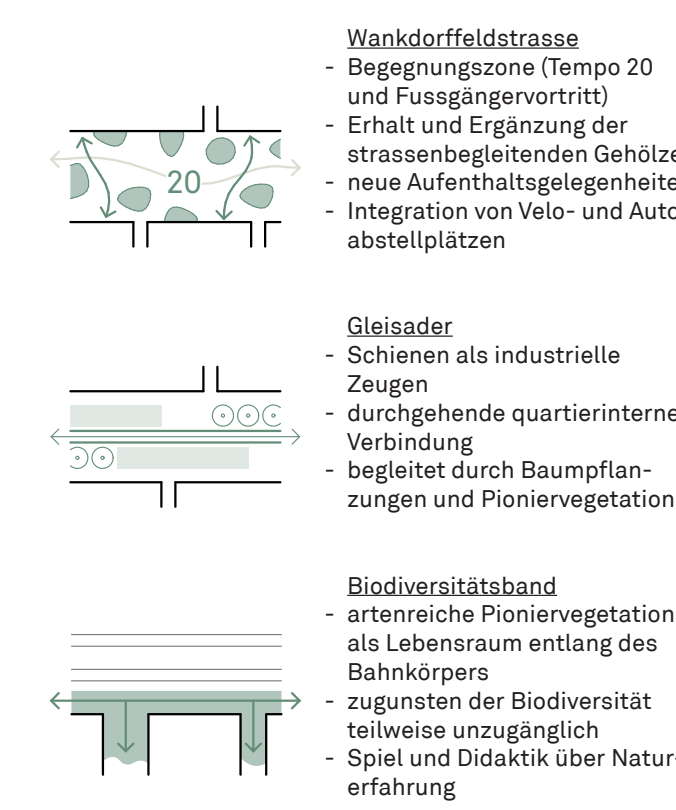 Wankdorffeldstrasse
- Begegnungszone (Tempo 20
und Fussgängervortritt)
- Erhalt und Ergänzung der
strassenbegleitenden Gehölze
- neue Aufenthaltsgelegenheite
- Integration von Velo- und Auto
abstellplätzen
20
Gleisader
- Schienen als industrielle
Zeugen
- durchgehende quartierinterne
Verbindung
- begleitet durch Baumpflan-
zungen und Pioniervegetation
Biodiversitätsband
- artenreiche Pioniervegetation
als Lebensraum entlang des
Bahnkörpers
- zugunsten der Biodiversität
teilweise unzugänglich
- Spiel und Didaktik über Natur-
erfahrung